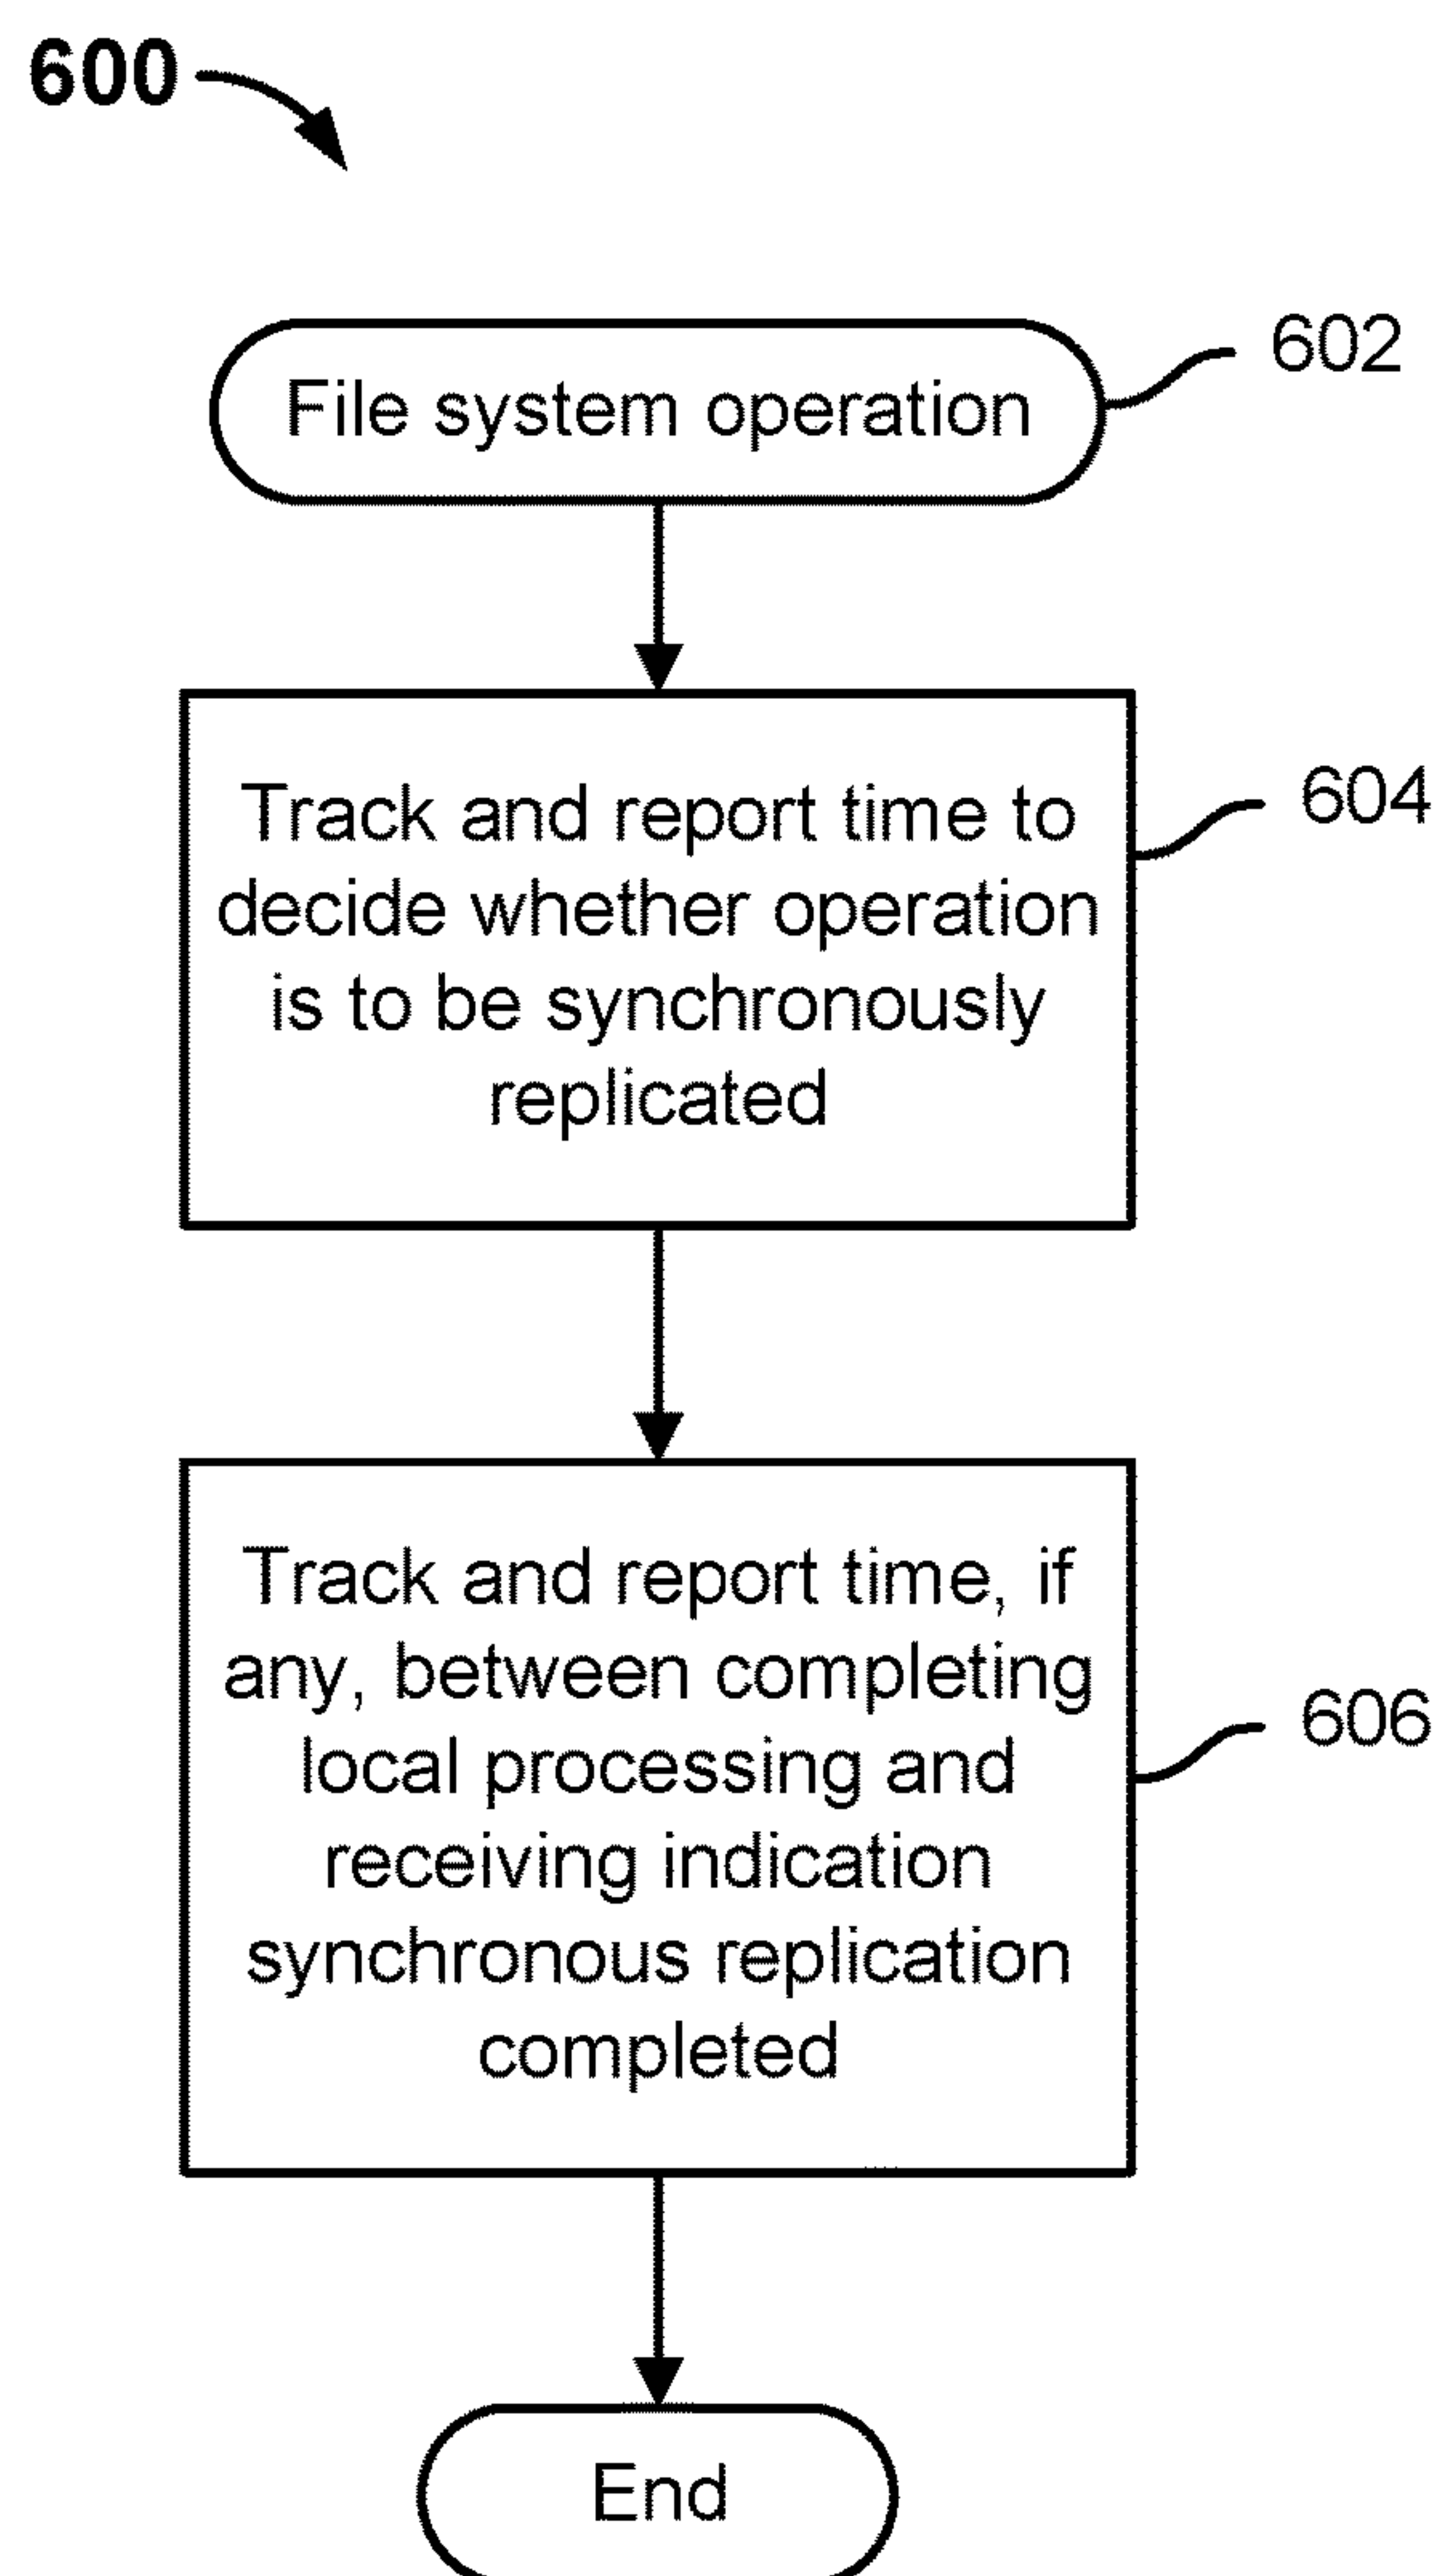 600
File system operation
602
Track and report time to
decide whether operation
is to be synchronously
replicated
604
Track and report time, if
any, between completing
local processing and
receiving indication
synchronous replication
completed
606
End